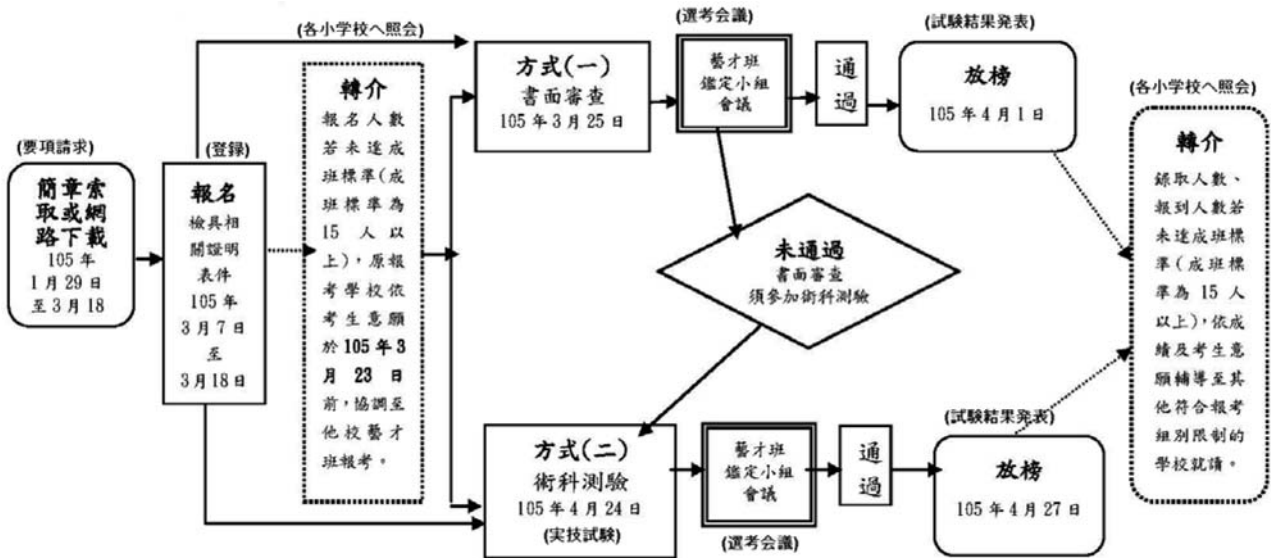 (要項請求)
簡章索
取或網
路下載
105 年
1 月 29 日
至 3 月 18
(登録)
報名
檢具相
關證明
表件
105 年
3 月 7 日
至
3 月 18 日
(各小学校へ照会)
轉介
報名人數
若未達成
班標準(成
班標準為
15 人以
上)，原報
考學校依
考生意願
於 105 年 3
月 23 日
前，協調至
他校藝才
班報考。
方式(一)
書面審查
105 年 3 月 25 日
(選考会議)
藝才班
鑑定小組
會議
通
過
(試験結果発表)
放榜
105 年 4 月 1 日
未通過
書面審查
須參加術科測驗
方式(二)
術科測驗
105 年 4 月 24 日
(実技試験)
藝才班
鑑定小組
會議
(選考会議)
通
過
(試験結果発表)
放榜
105 年 4 月 27 日
(各小学校へ照会)
轉介
錄取人數、
報到人數若
未達成班標
準(成班標
準為 15 人
以上)，依成
績及考生意
願輔導至其
他符合報考
組別限制的
學校就讀。